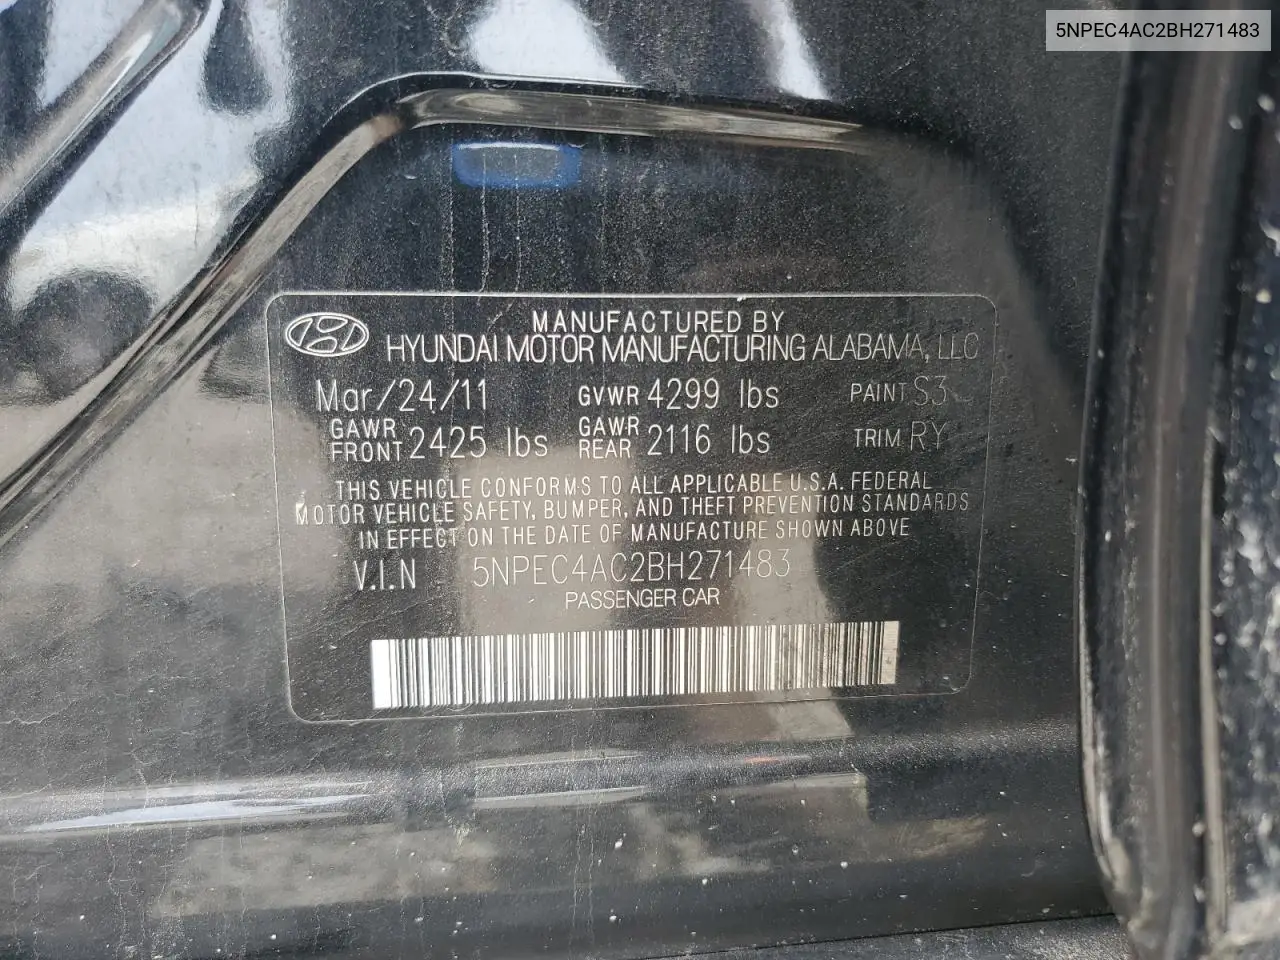 5NPEC4AC2BH271483
MANUFACTURED BY
HYUNDAI MOTOR MANUFACTURING ALABAMA, LLC
Mar/24/11 GVWR 4299 lbs PAINT S3
GAWR FRONT 2425 lbs GAWR REAR 2116 lbs TRIM RY
THIS VEHICLE CONFORMS TO ALL APPLICABLE U.S.A. FEDERAL
MOTOR VEHICLE SAFETY, BUMPER, AND THEFT PREVENTION STANDARDS
IN EFFECT ON THE DATE OF MANUFACTURE SHOWN ABOVE
V.I.N 5NPEC4AC2BH271483
PASSENGER CAR